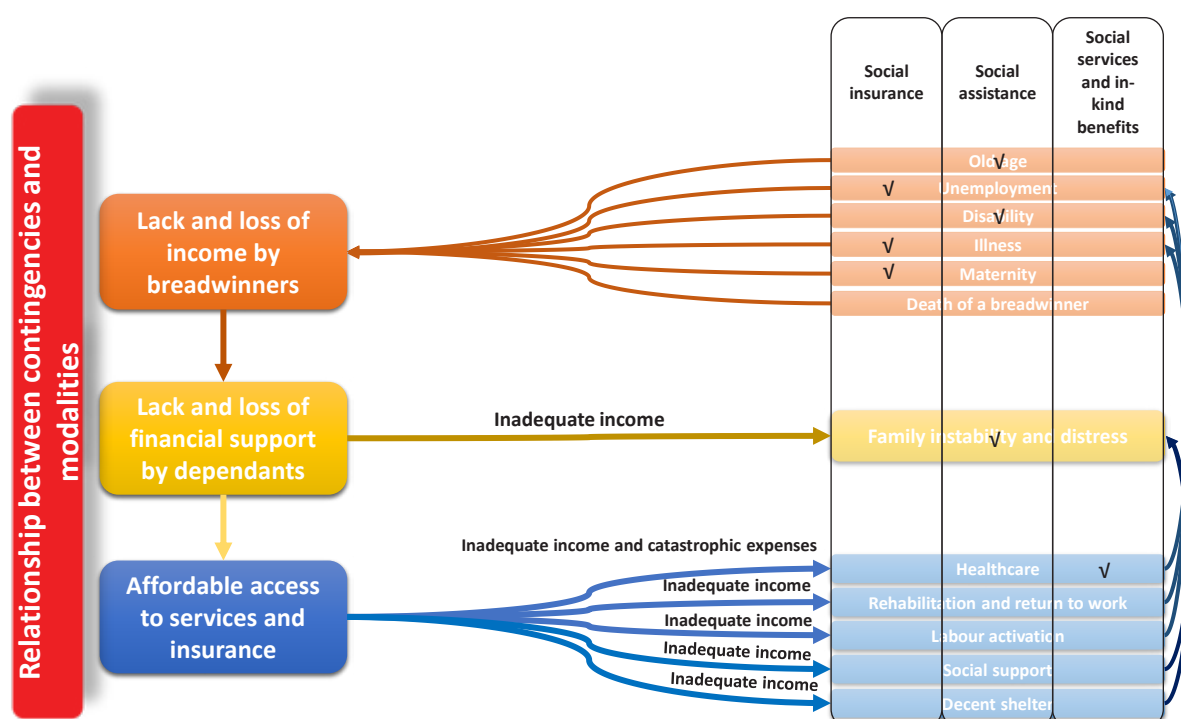 Relationship between contingencies and
modalities
Social
insurance
Social
assistance
Social
services
and in-
kind
benefits
Lack and loss of
income by
breadwinners
Old age
√
√ Unemployment
Disability
√
√ Illness
√ Maternity
Death of a breadwinner
Lack and loss of
financial support
by dependants
Inadequate income
Family instability and distress
√
Affordable access
to services and
insurance
Inadequate income and catastrophic expenses
Healthcare √
Inadequate income
Rehabilitation and return to work
Inadequate income
Labour activation
Inadequate income
Social support
Inadequate income
Decent shelter